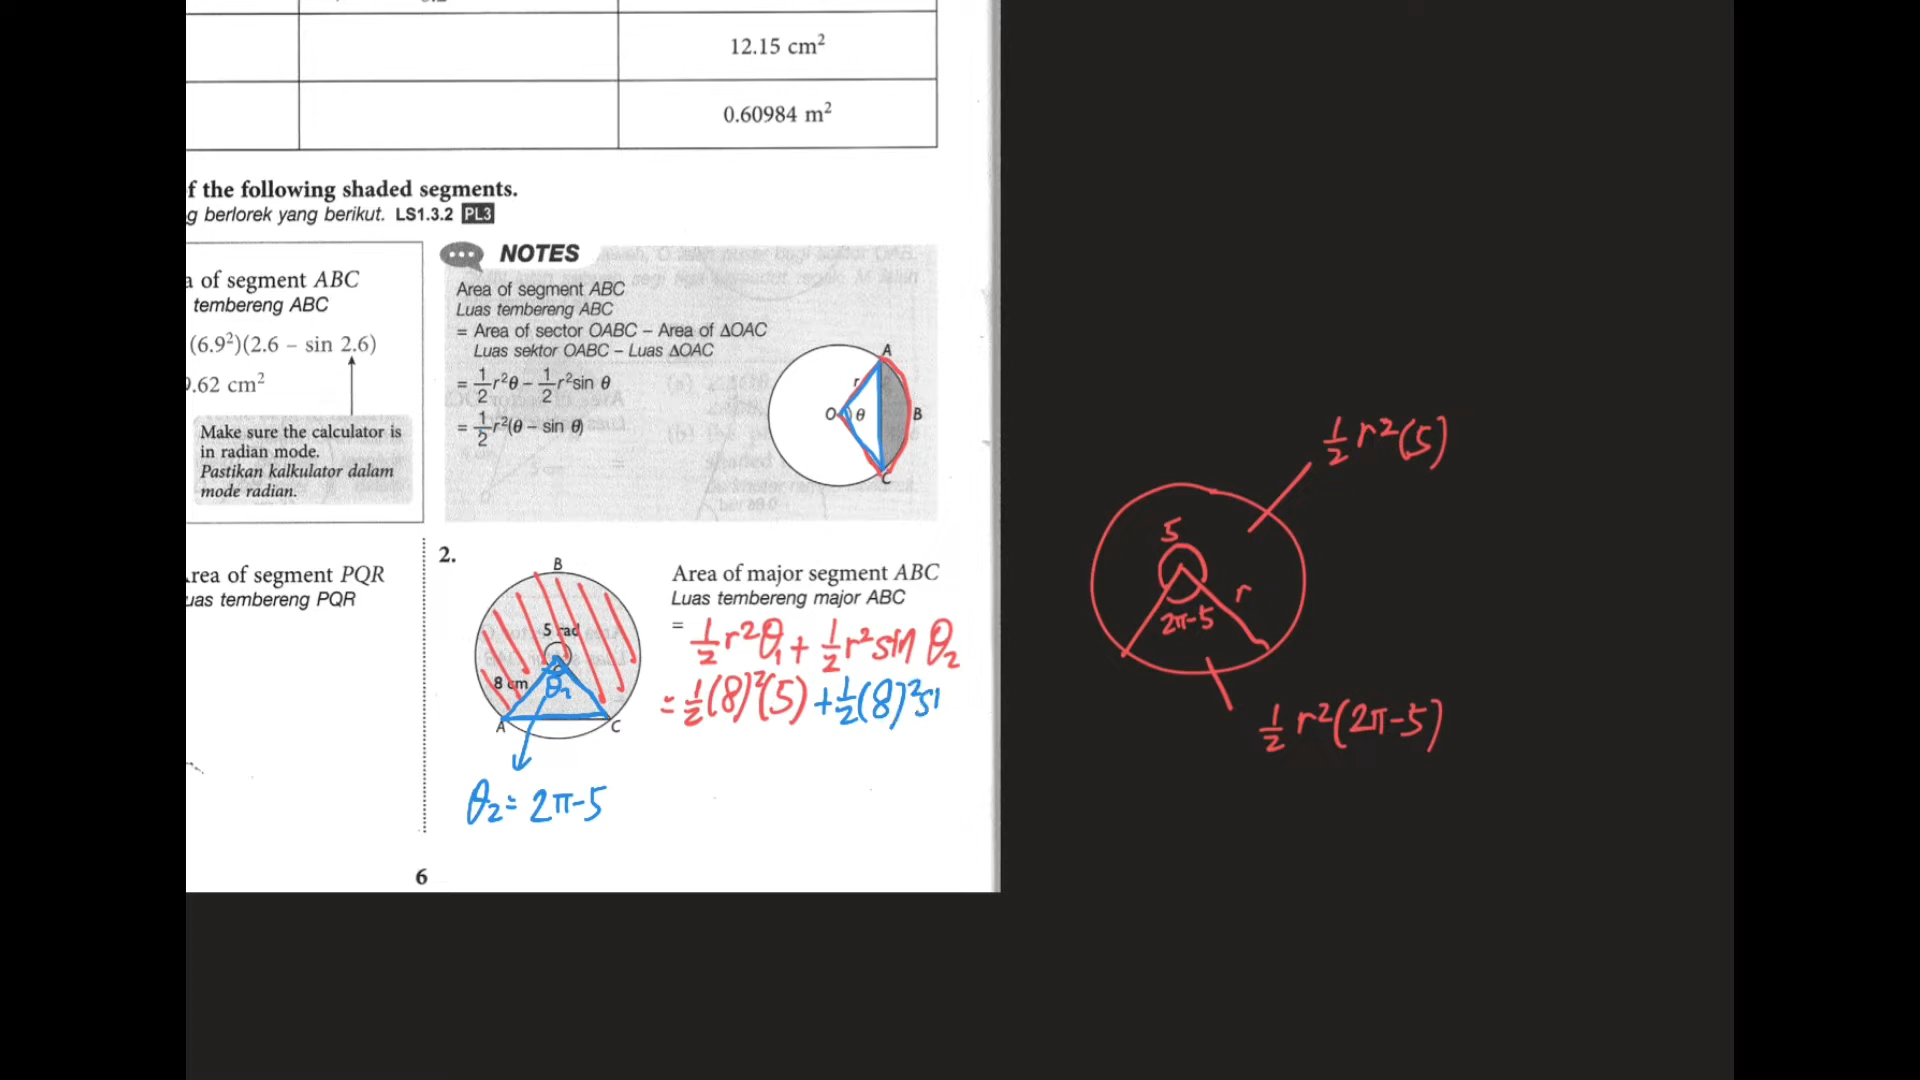 12.15 cm²
0.60984 m²
f the following shaded segments.
g berlorek yang berikut. LS1.3.2 PL3
a of segment ABC
tembereng ABC
(6.9²)(2.6 – sin 2.6)
.62 cm²
Make sure the calculator is
in radian mode.
Pastikan kalkulator dalam
mode radian.
NOTES
Area of segment ABC
Luas tembereng ABC
= Area of sector OABC – Area of ΔOAC
Luas sektor OABC – Luas ΔOAC
= 1/2 r²θ – 1/2 r² sin θ
= 1/2 r²(θ – sin θ)
A
r
O
θ
B
C
rea of segment PQR
uas tembereng PQR
2.
B
5 rad
8 cm
A
C
Area of major segment ABC
Luas tembereng major ABC
= 1/2 r²θ₁ + 1/2 r² sin θ₂
= 1/2 (8)²(5) + 1/2 (8)² si
θ₂
θ₂ = 2π-5
6
1/2 r²(5)
5
r
2π-5
1/2 r²(2π-5)